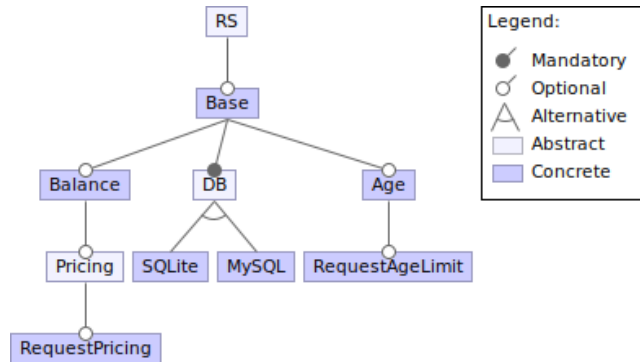 RS
Base
Balance
DB
Age
Pricing
SQLite
MySQL
RequestAgeLimit
RequestPricing
Legend:
Mandatory
Optional
Alternative
Abstract
Concrete